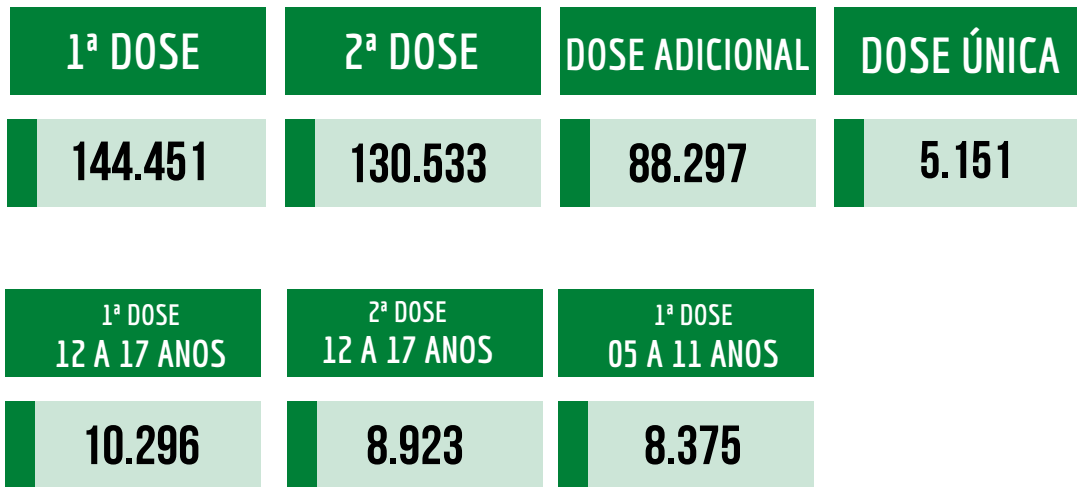 1ª DOSE
2ª DOSE
DOSE ADICIONAL
DOSE ÚNICA
144.451
130.533
88.297
5.151
1ª DOSE
12 A 17 ANOS
2ª DOSE
12 A 17 ANOS
1ª DOSE
05 A 11 ANOS
10.296
8.923
8.375